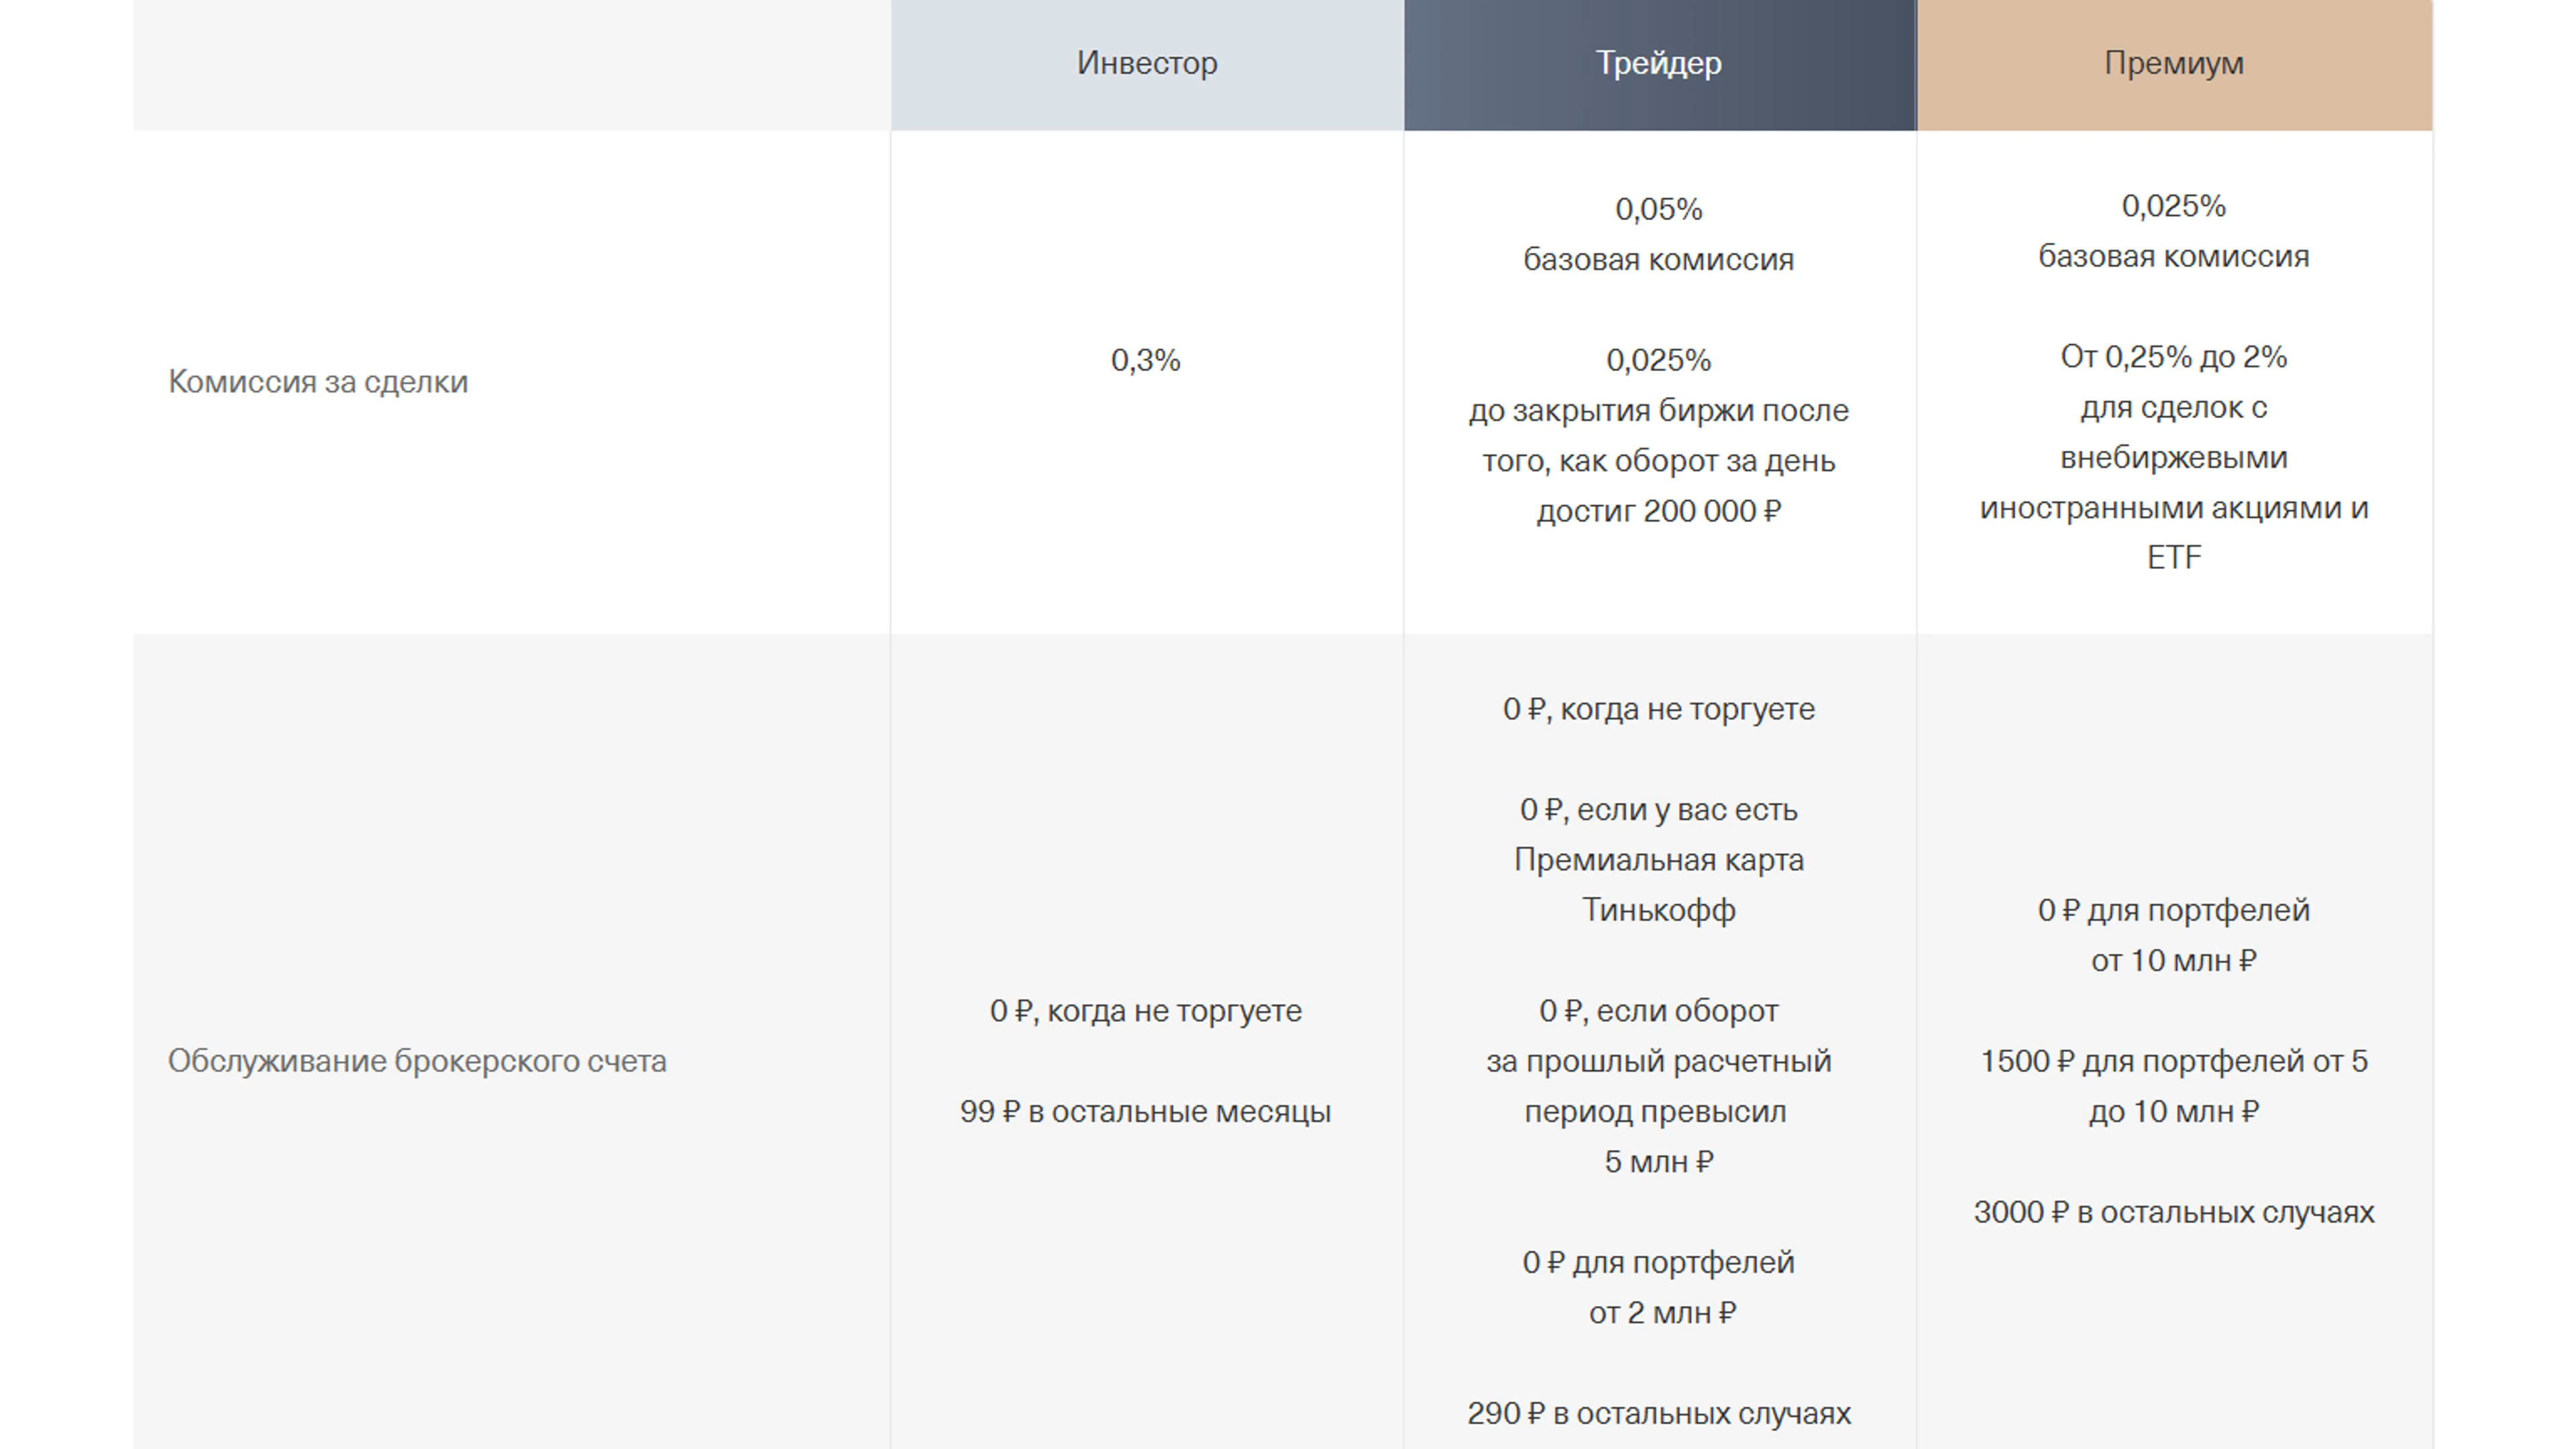 Инвестор
Трейдер
Премиум
Комиссия за сделки
0,3%
0,05%
базовая комиссия
0,025%
до закрытия биржи после
того, как оборот за день
достиг 200 000 ₽
0,025%
базовая комиссия
От 0,25% до 2%
для сделок с
внебиржевыми
иностранными акциями и
ETF
Обслуживание брокерского счета
0 ₽, когда не торгуете
99 ₽ в остальные месяцы
0 ₽, когда не торгуете
0 ₽, если у вас есть
Премиальная карта
Тинькофф
0 ₽, если оборот
за прошлый расчетный
период превысил
5 млн ₽
0 ₽ для портфелей
от 2 млн ₽
290 ₽ в остальных случаях
0 ₽ для портфелей
от 10 млн ₽
1500 ₽ для портфелей от 5
до 10 млн ₽
3000 ₽ в остальных случаях